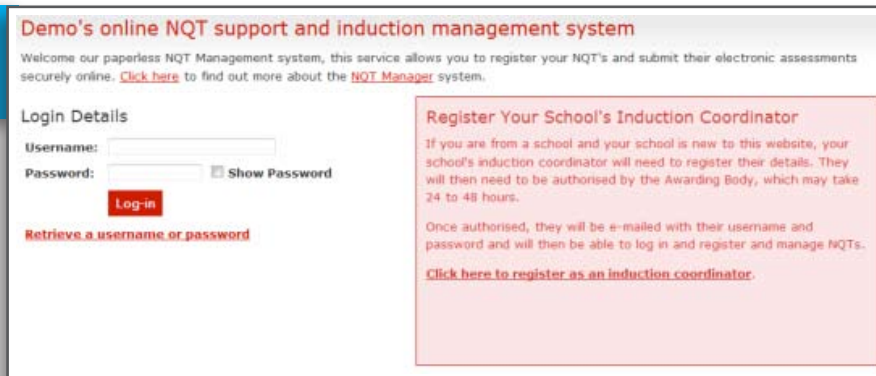 Demo's online NQT support and induction management system
Welcome our paperless NQT Management system, this service allows you to register your NQT's and submit their electronic assessments
securely online. Click here to find out more about the NQT Manager system.
Login Details
Username:
Password:
Show Password
Log-in
Retrieve a username or password
Register Your School's Induction Coordinator
If you are from a school and your school is new to this website, your
school's induction coordinator will need to register their details. They
will then need to be authorised by the Awarding Body, which may take
24 to 48 hours.
Once authorised, they will be e-mailed with their username and
password and will then be able to log in and register and manage NQTs.
Click here to register as an induction coordinator.